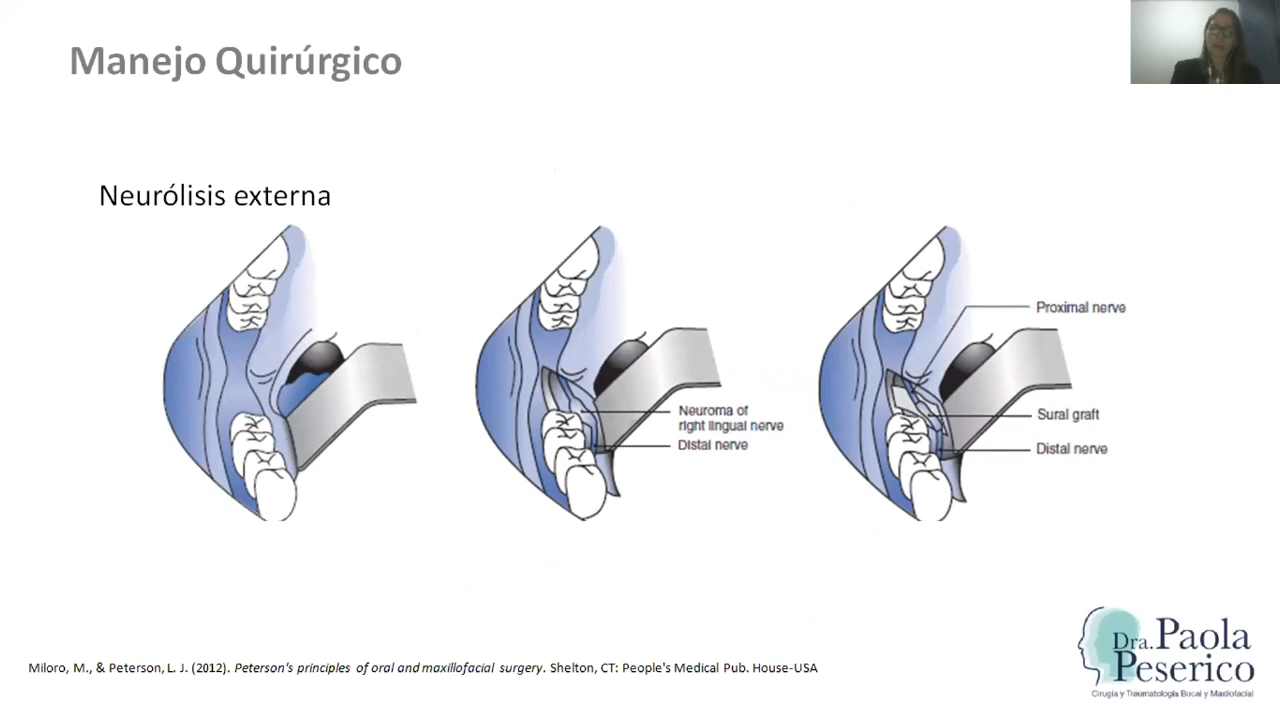 Manejo Quirúrgico
Neurólisis externa
Proximal nerve
Neuroma of
right lingual nerve
Distal nerve
Sural graft
Distal nerve
Miloro, M., & Peterson, L. J. (2012). Peterson's principles of oral and maxillofacial surgery. Shelton, CT: People's Medical Pub. House-USA
Dra. Paola
Peserico
Cirugía y Traumatología Bucal y Maxilofacial